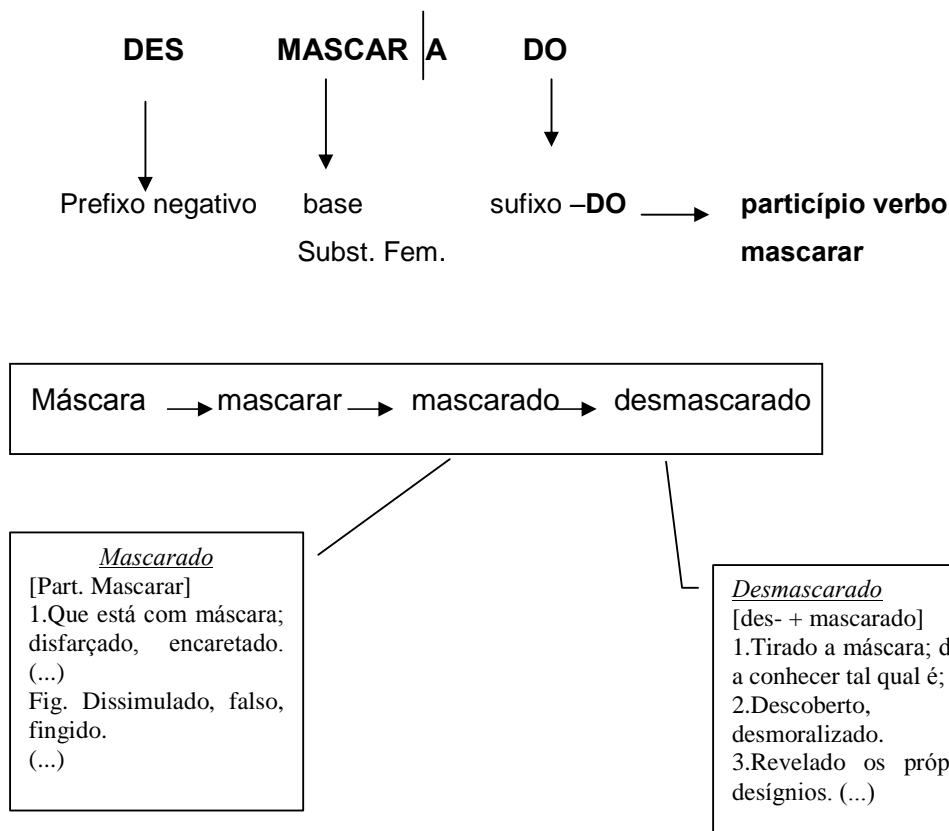 DES MASCAR A DO
Prefixo negativo base sufixo –DO particípio verbo
Subst. Fem. mascarar
Máscara mascarar mascarado desmascarado
Mascarado
[Part. Mascarar]
1.Que está com máscara;
disfarçado, encaretado.
(...)
Fig. Dissimulado, falso,
fingido.
(...)
Desmascarado
[des- + mascarado]
1.Tirado a máscara;
a conhecer tal qual é;
2.Descoberto,
desmoralizado.
3.Revelado os
desígnios. (...)